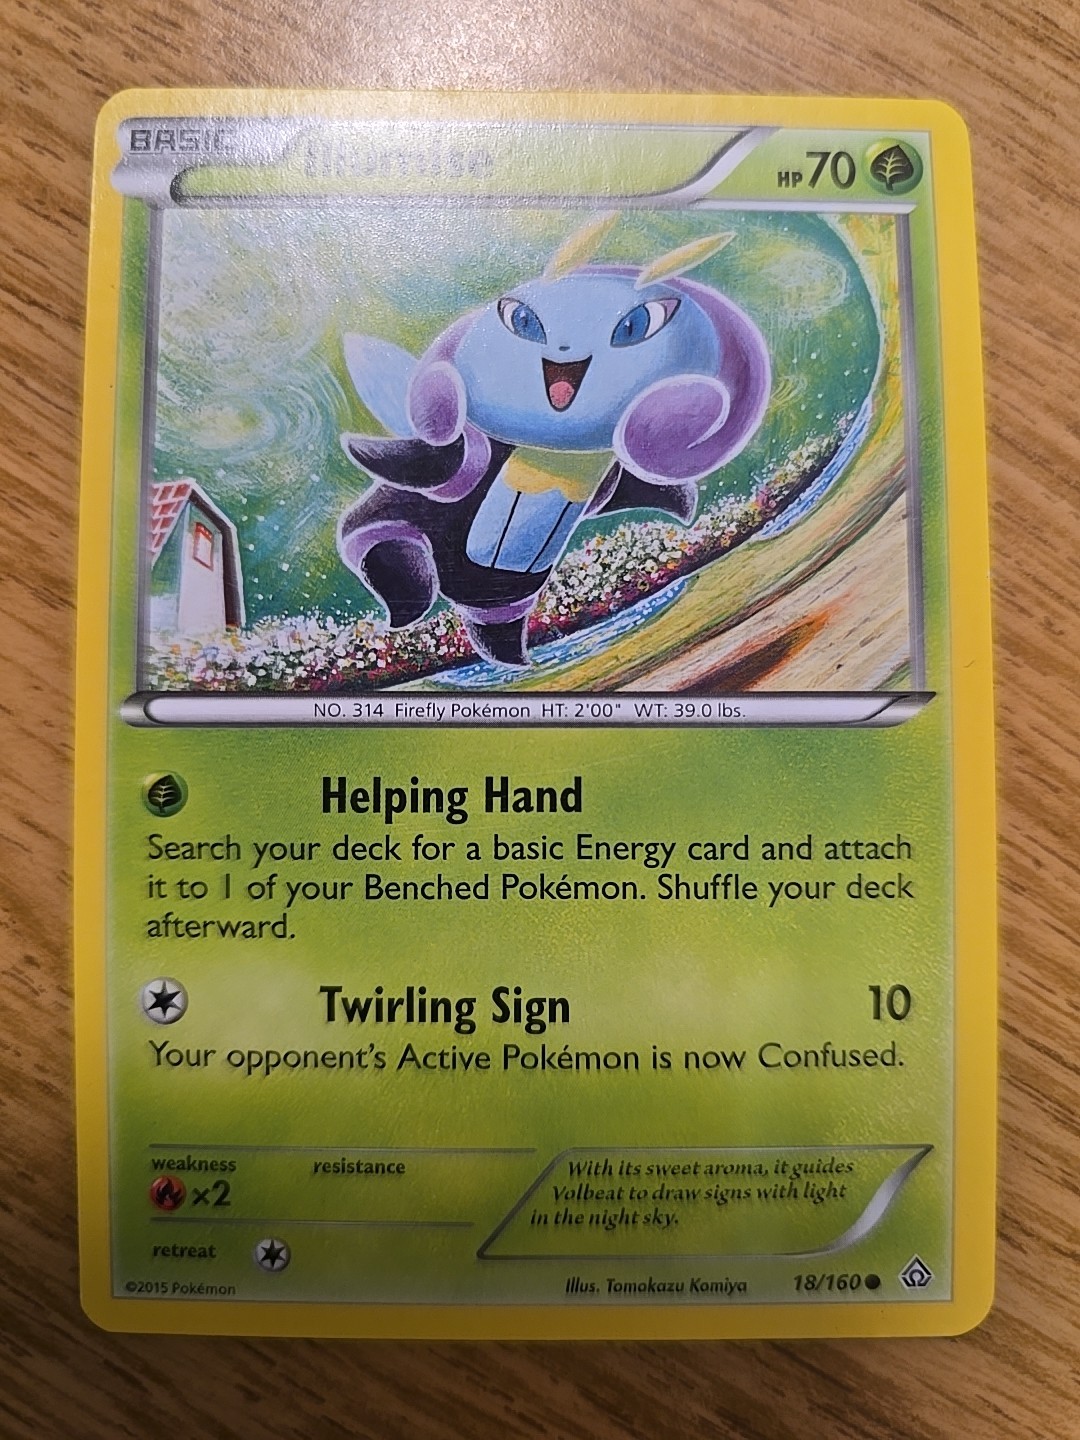 BASIC
Illumise
HP70
NO. 314 Firefly Pokémon HT: 2'00" WT: 39.0 lbs.
Helping Hand
Search your deck for a basic Energy card and attach
it to 1 of your Benched Pokémon. Shuffle your deck
afterward.
Twirling Sign 10
Your opponent's Active Pokémon is now Confused.
weakness resistance
x2
With its sweet aroma, it guides
Volbeat to draw signs with light
in the night sky.
retreat
©2015 Pokémon
Illus. Tomokazu Komiya
18/160